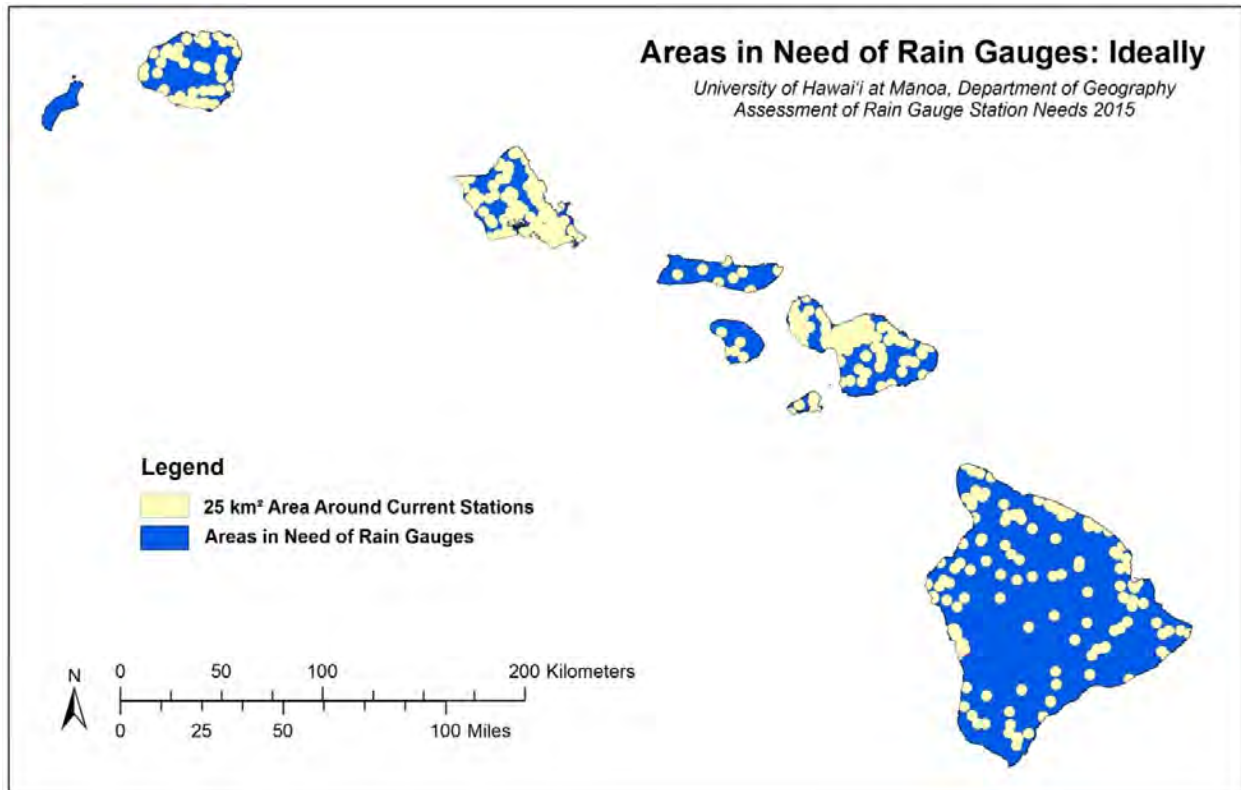 Areas in Need of Rain Gauges: Ideally
University of Hawai'i at Mānoa, Department of Geography
Assessment of Rain Gauge Station Needs 2015
Legend
25 km² Area Around Current Stations
Areas in Need of Rain Gauges
N
0 50 100 200 Kilometers
0 25 50 100 Miles